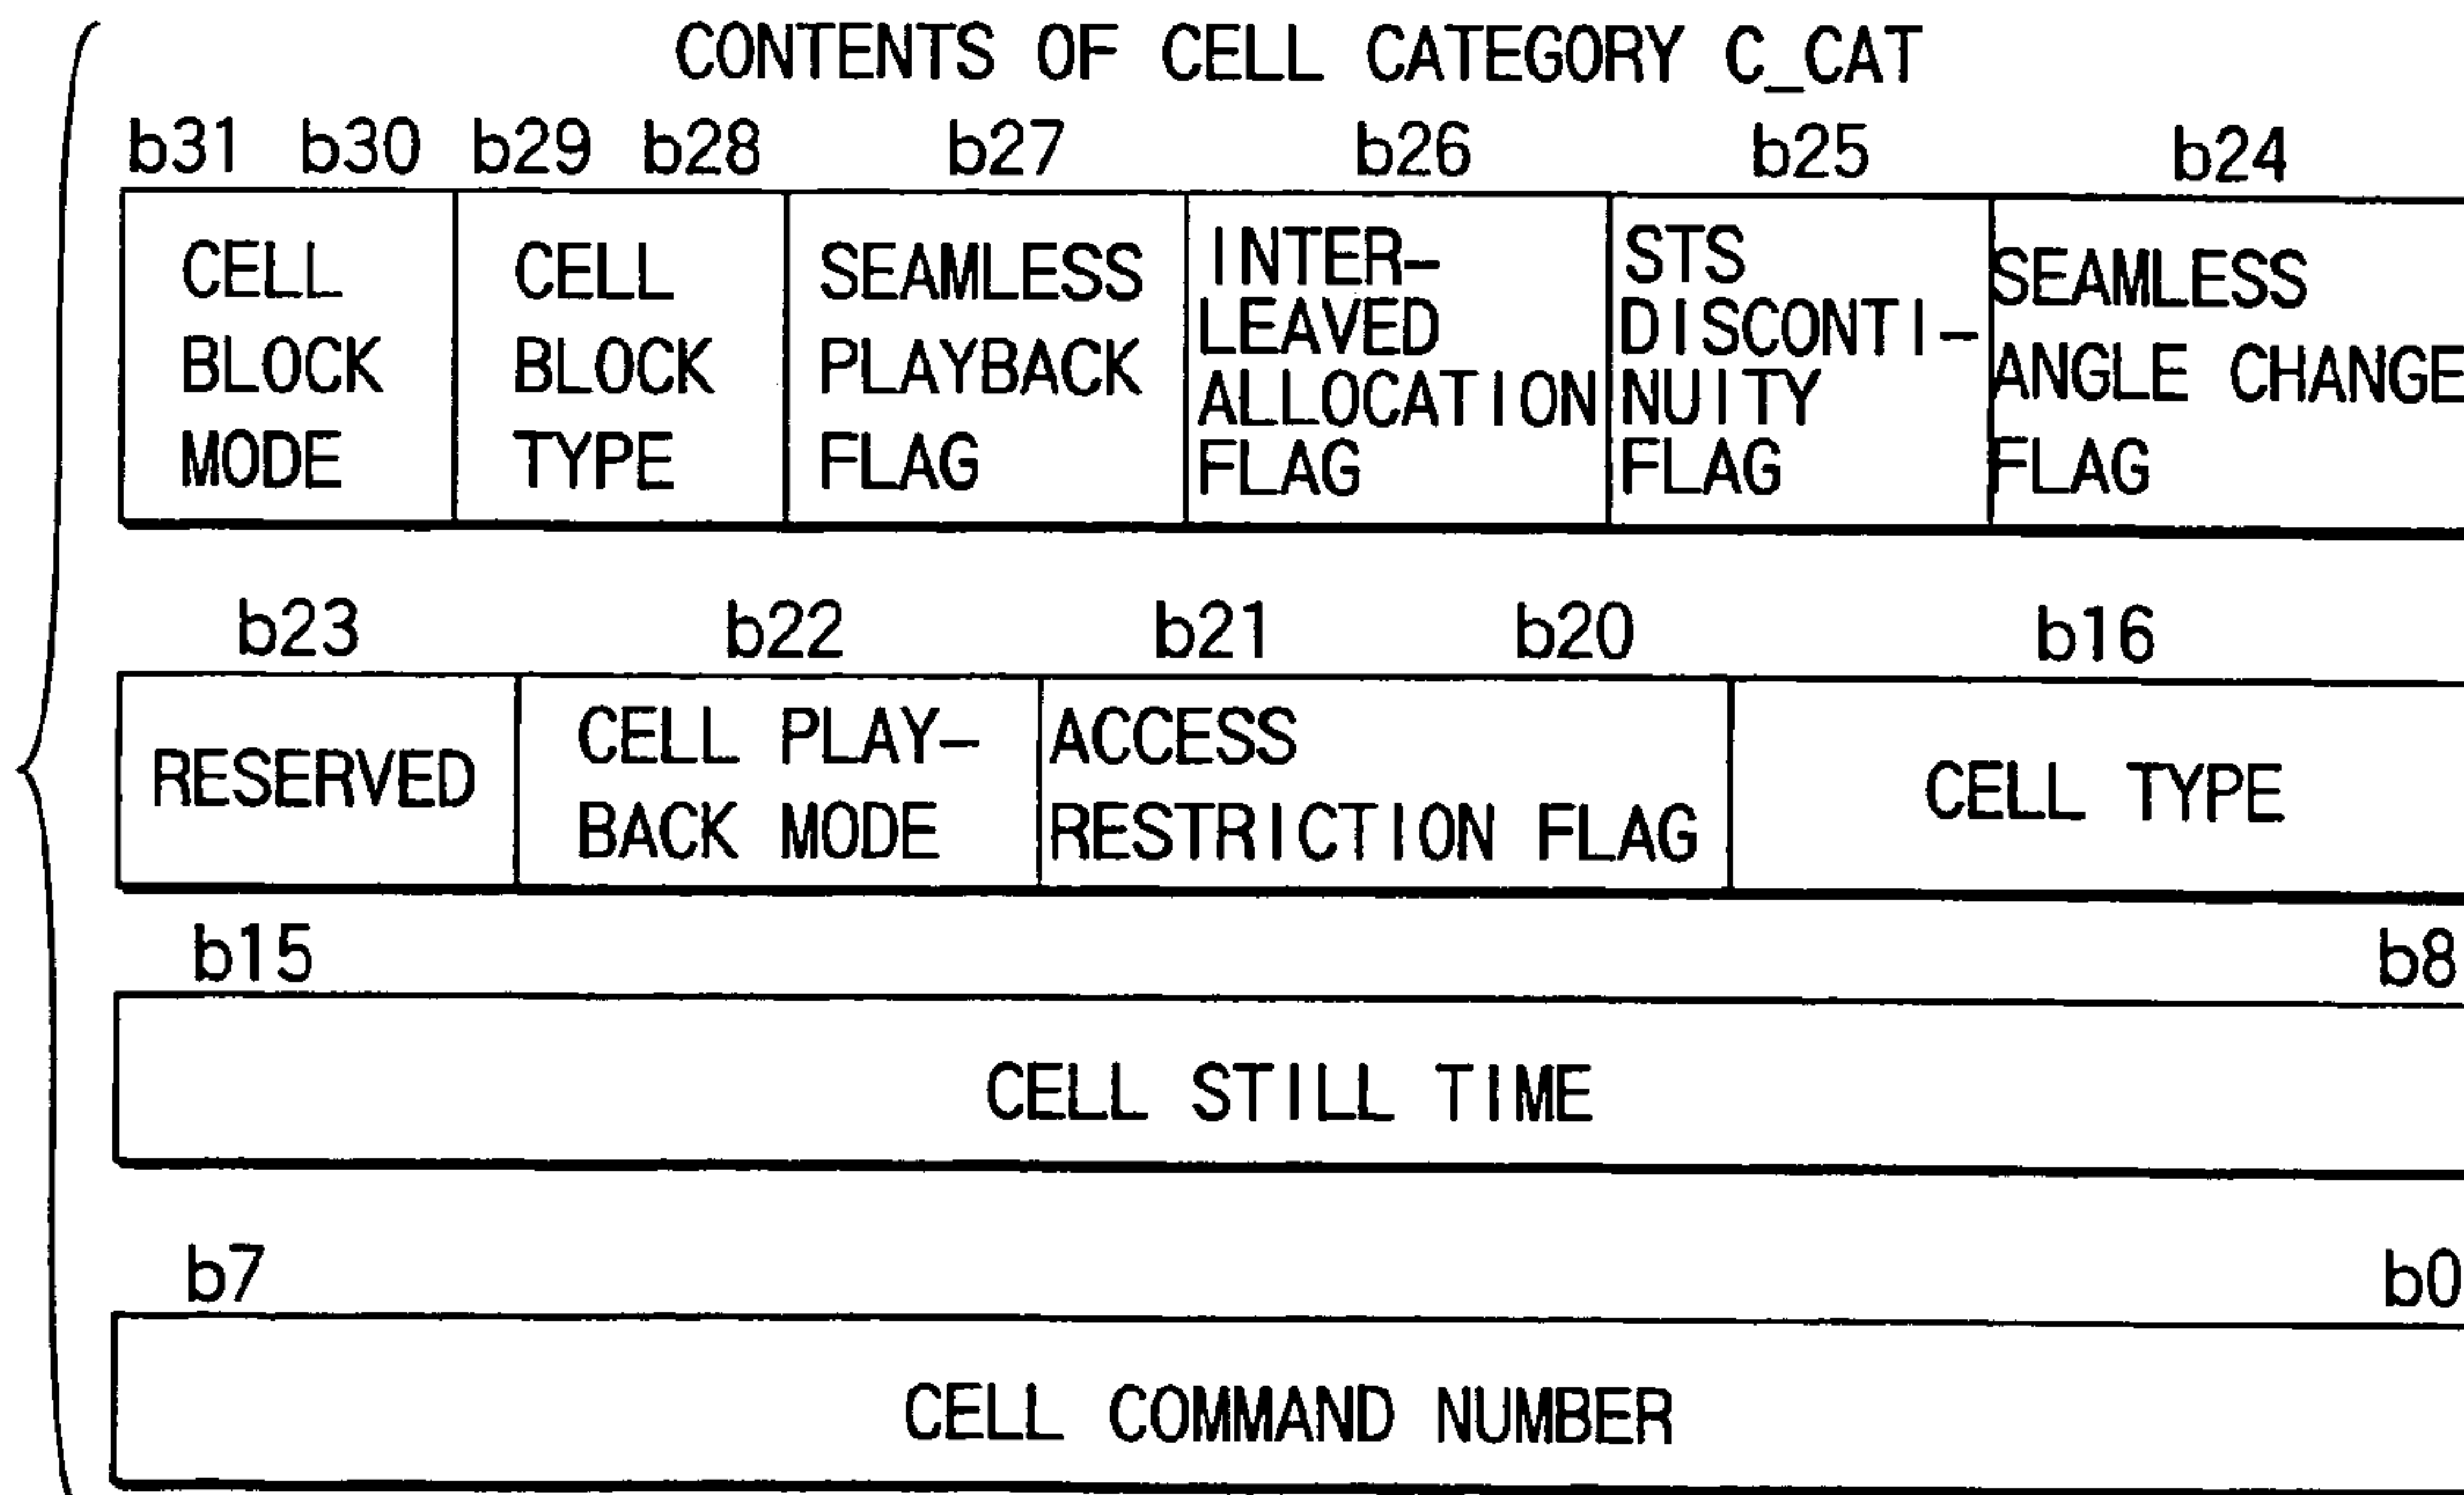 CONTENTS OF CELL CATEGORY C_CAT
b31 b30 b29 b28 b27 b26 b25 b24
CELL
BLOCK
MODE
CELL
BLOCK
TYPE
SEAMLESS
PLAYBACK
FLAG
INTER-
LEAVED
ALLOCATION
FLAG
STS
DISCONTI-
NUITY
FLAG
SEAMLESS
ANGLE CHANGE
FLAG
b23 b22 b21 b20 b16
RESERVED
CELL PLAY-
BACK MODE
ACCESS
RESTRICTION FLAG
CELL TYPE
b15 b8
CELL STILL TIME
b7 b0
CELL COMMAND NUMBER